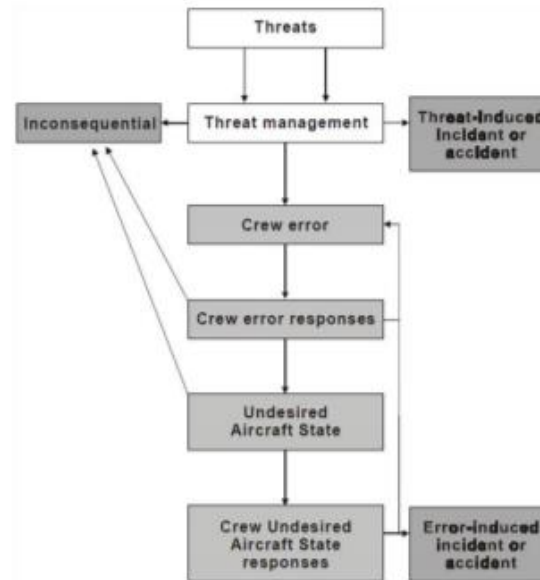 Threats
Inconsequential
Threat management
Threat-Induced
Incident or
accident
Crew error
Crew error responses
Undesired
Aircraft State
Crew Undesired
Aircraft State
responses
Error-induced
incident or
accident